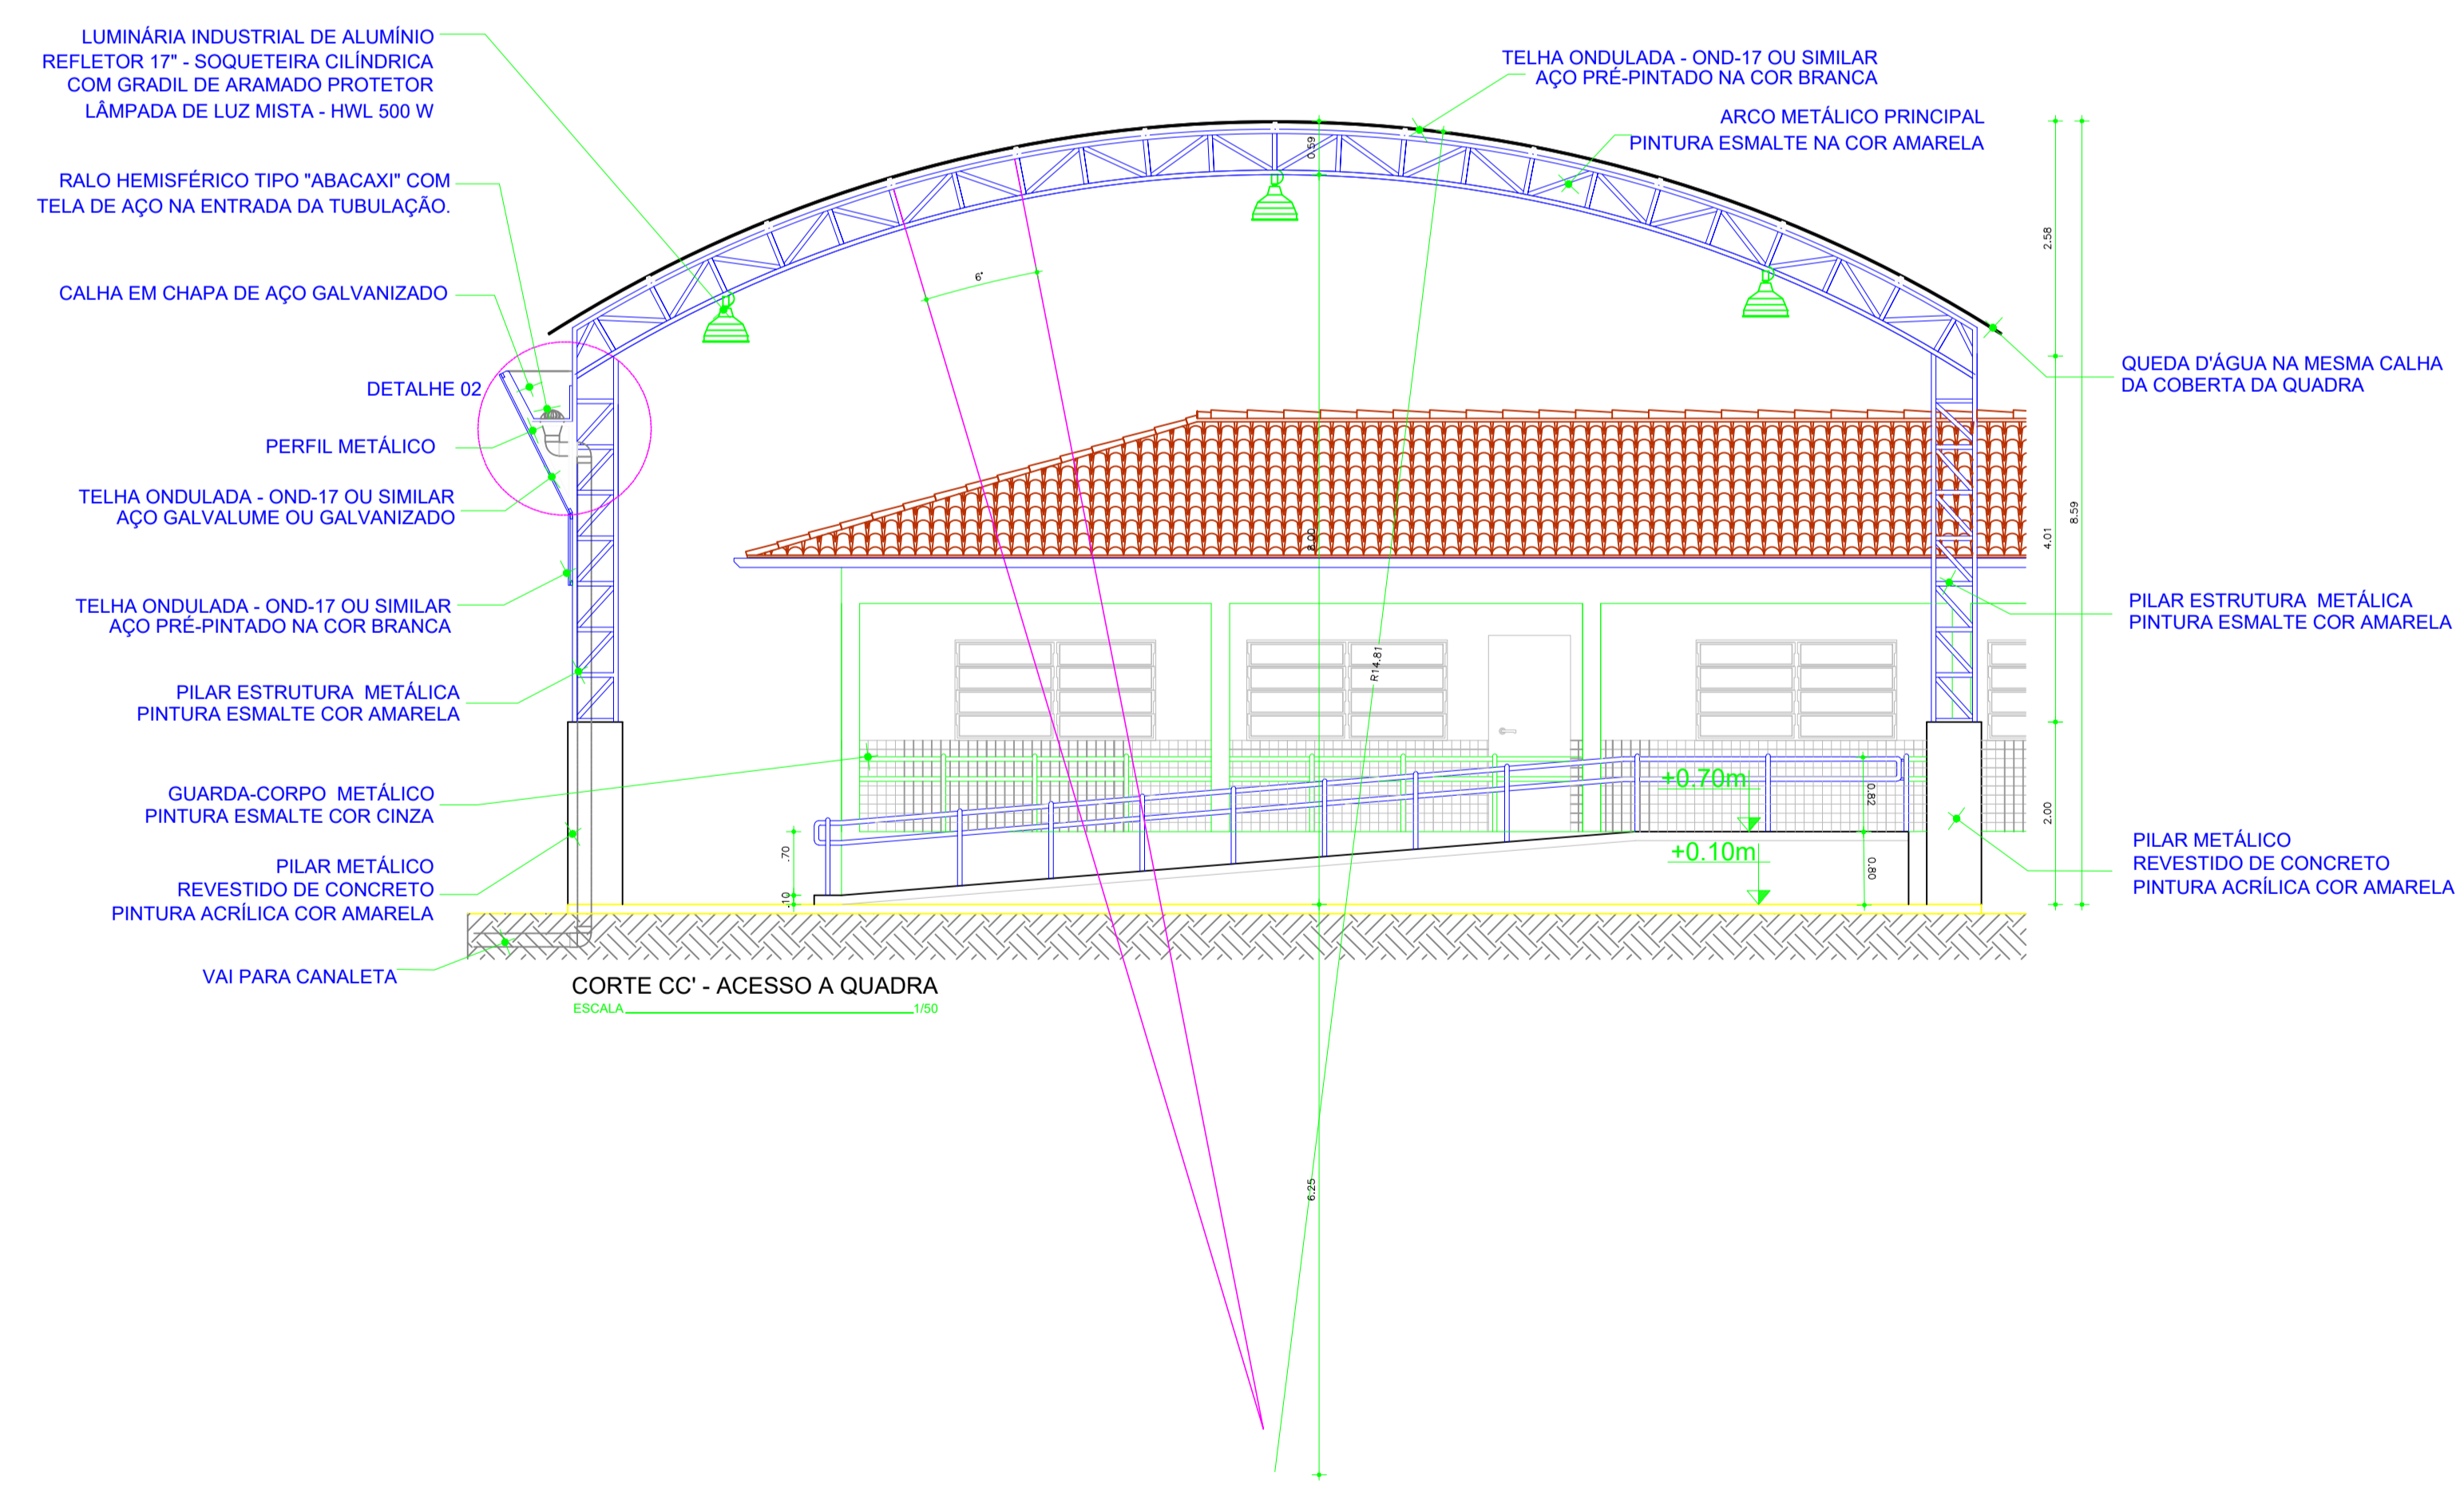 LUMINÁRIA INDUSTRIAL DE ALUMÍNIO
REFLETOR 17" - SOQUETEIRA CILÍNDRICA
COM GRADIL DE ARAMADO PROTETOR
LÂMPADA DE LUZ MISTA - HWL 500 W
RALO HEMISFÉRICO TIPO "ABACAXI" COM
TELA DE AÇO NA ENTRADA DA TUBULAÇÃO.
CALHA EM CHAPA DE AÇO GALVANIZADO
DETALHE 02
PERFIL METÁLICO
TELHA ONDULADA - OND-17 OU SIMILAR
AÇO GALVALUME OU GALVANIZADO
TELHA ONDULADA - OND-17 OU SIMILAR
AÇO PRÉ-PINTADO NA COR BRANCA
PILAR ESTRUTURA METÁLICA
PINTURA ESMALTE COR AMARELA
GUARDA-CORPO METÁLICO
PINTURA ESMALTE COR CINZA
PILAR METÁLICO
REVESTIDO DE CONCRETO
PINTURA ACRÍLICA COR AMARELA
VAI PARA CANALETA
TELHA ONDULADA - OND-17 OU SIMILAR
AÇO PRÉ-PINTADO NA COR BRANCA
ARCO METÁLICO PRINCIPAL
PINTURA ESMALTE NA COR AMARELA
0.59
6°
8.00
R14.81
6.25
.70
.10
+0.70m
+0.10m
0.82
0.80
2.58
4.01
2.00
8.59
QUEDA D'ÁGUA NA MESMA CALHA
DA COBERTA DA QUADRA
PILAR ESTRUTURA METÁLICA
PINTURA ESMALTE COR AMARELA
PILAR METÁLICO
REVESTIDO DE CONCRETO
PINTURA ACRÍLICA COR AMARELA
CORTE CC' - ACESSO A QUADRA
ESCALA 1/50